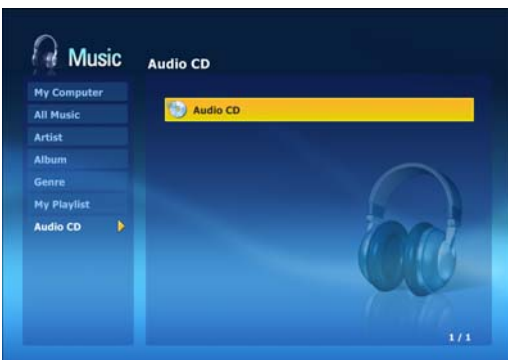 Music
Audio CD
My Computer
All Music
Artist
Album
Genre
My Playlist
Audio CD
Audio CD
1 / 1